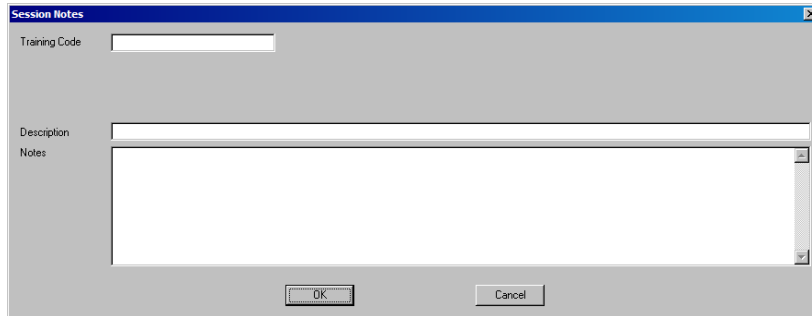 Session Notes
Training Code
Description
Notes
OK
Cancel